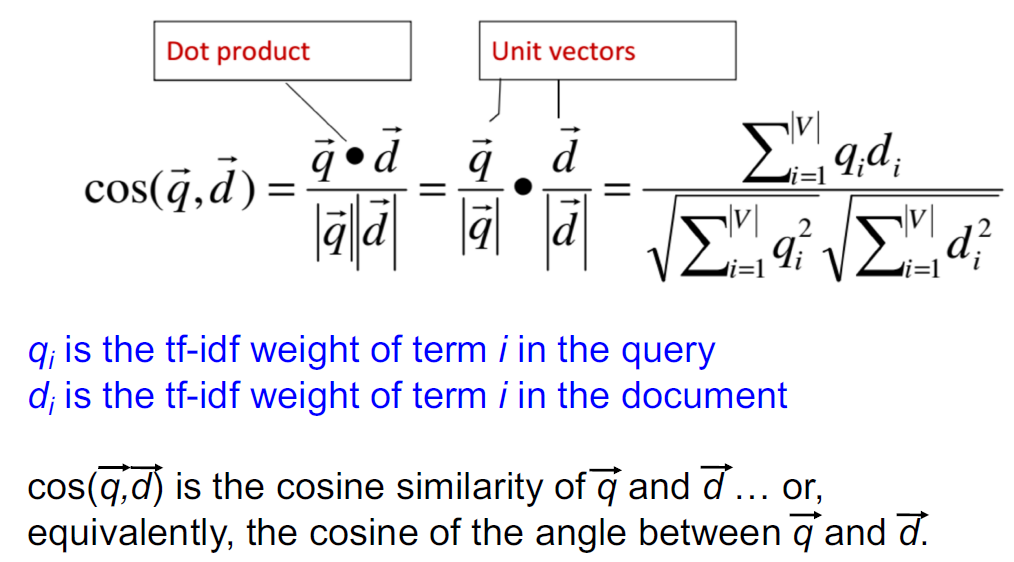 Dot product
Unit vectors
cos(q⃗,d⃗) = q⃗ • d⃗ / |q⃗||d⃗| = q⃗ / |q⃗| • d⃗ / |d⃗| = ∑_{i=1}^{|V|} q_i d_i / √(∑_{i=1}^{|V|} q_i^2) √(∑_{i=1}^{|V|} d_i^2)
q_i is the tf-idf weight of term i in the query
d_i is the tf-idf weight of term i in the document
cos(q⃗,d⃗) is the cosine similarity of q⃗ and d⃗ … or,
equivalently, the cosine of the angle between q⃗ and d⃗.